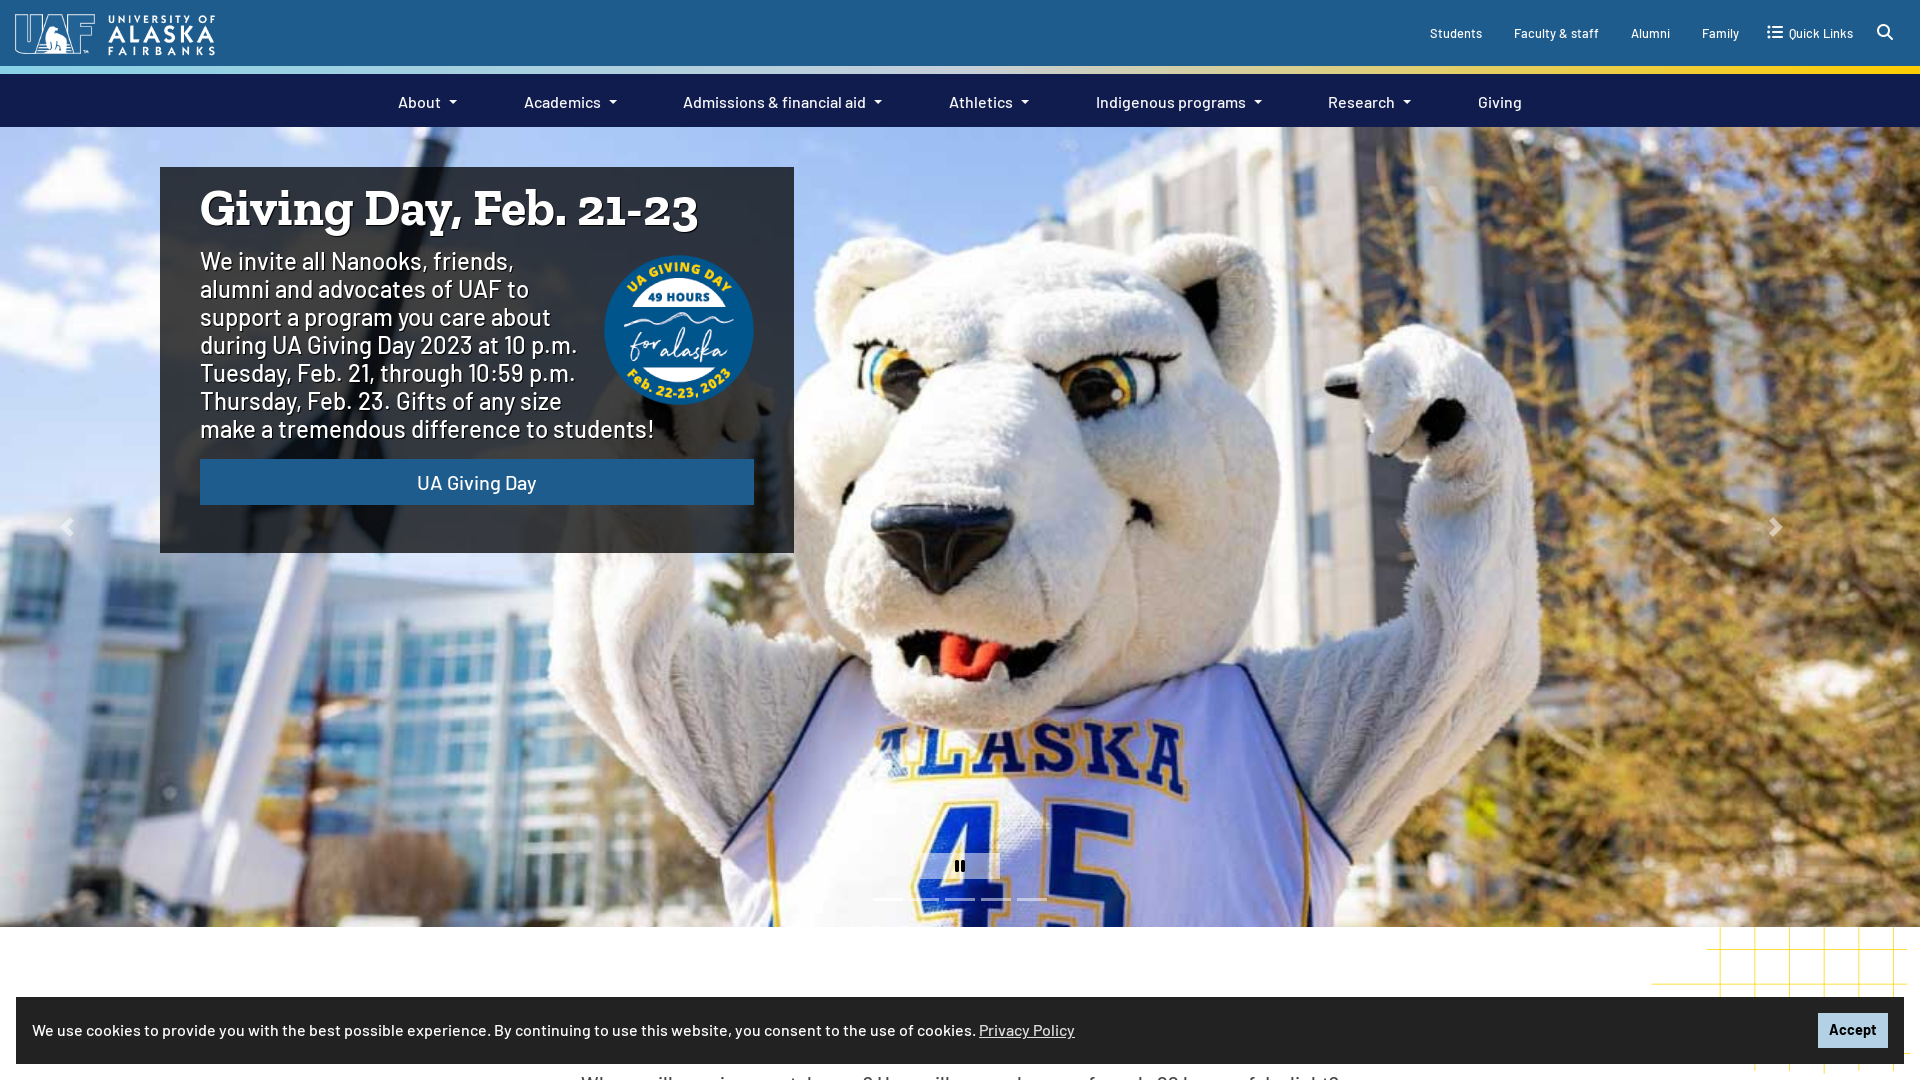 UAF
UNIVERSITY OF
ALASKA
FAIRBANKS
Students
Faculty & staff
Alumni
Family
Quick Links
About
Academics
Admissions & financial aid
Athletics
Indigenous programs
Research
Giving
Giving Day, Feb. 21-23
We invite all Nanooks, friends,
alumni and advocates of UAF to
support a program you care about
during UA Giving Day 2023 at 10 p.m.
Tuesday, Feb. 21, through 10:59 p.m.
Thursday, Feb. 23. Gifts of any size
make a tremendous difference to students!
UA GIVING DAY
49 HOURS
for alaska
Feb. 22-23, 2023
UA Giving Day
ALASKA
45
We use cookies to provide you with the best possible experience. By continuing to use this website, you consent to the use of cookies. Privacy Policy
Accept